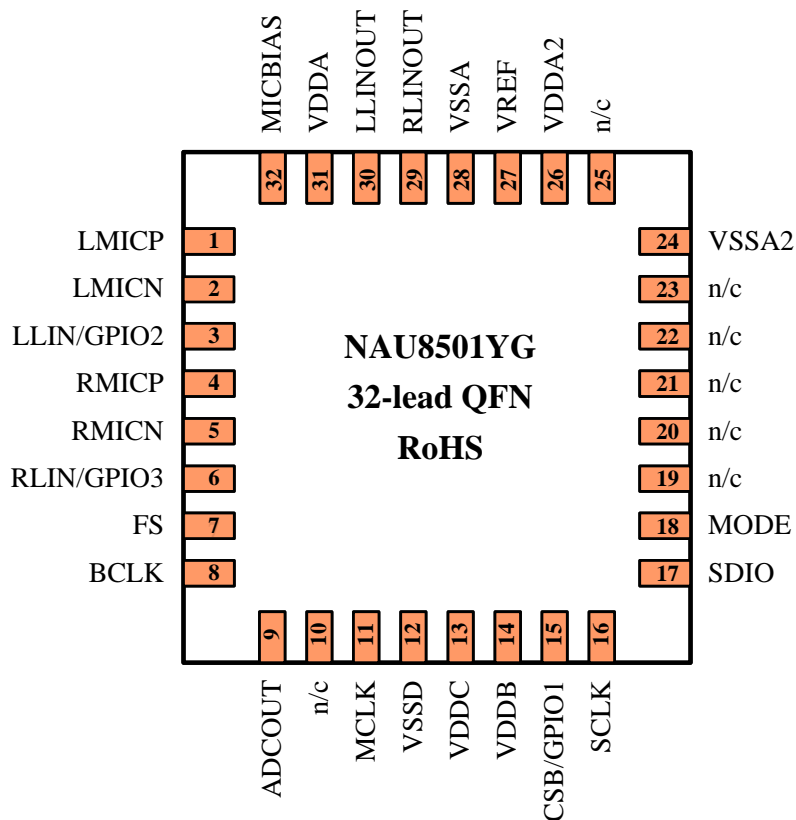 MICBIAS
VDDA
LLINOUT
RLINOUT
VSSA
VREF
VDDA2
n/c
32
31
30
29
28
27
26
25
LMICP 1
LMICN 2
LLIN/GPIO2 3
RMICP 4
RMICN 5
RLIN/GPIO3 6
FS 7
BCLK 8
NAU8501YG
32-lead QFN
RoHS
24 VSSA2
23 n/c
22 n/c
21 n/c
20 n/c
19 n/c
18 MODE
17 SDIO
9
10
11
12
13
14
15
16
ADCOUT
n/c
MCLK
VSSD
VDDC
VDDB
CSB/GPIO1
SCLK